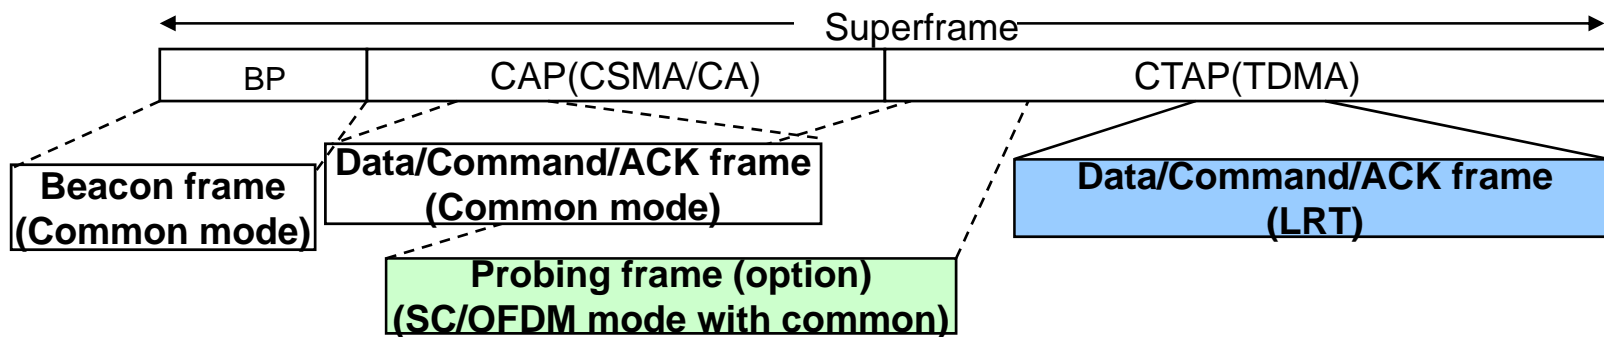 Superframe
BP
CAP(CSMA/CA)
CTAP(TDMA)
Beacon frame
(Common mode)
Data/Command/ACK frame
(Common mode)
Probing frame (option)
(SC/OFDM mode with common)
Data/Command/ACK frame
(LRT)